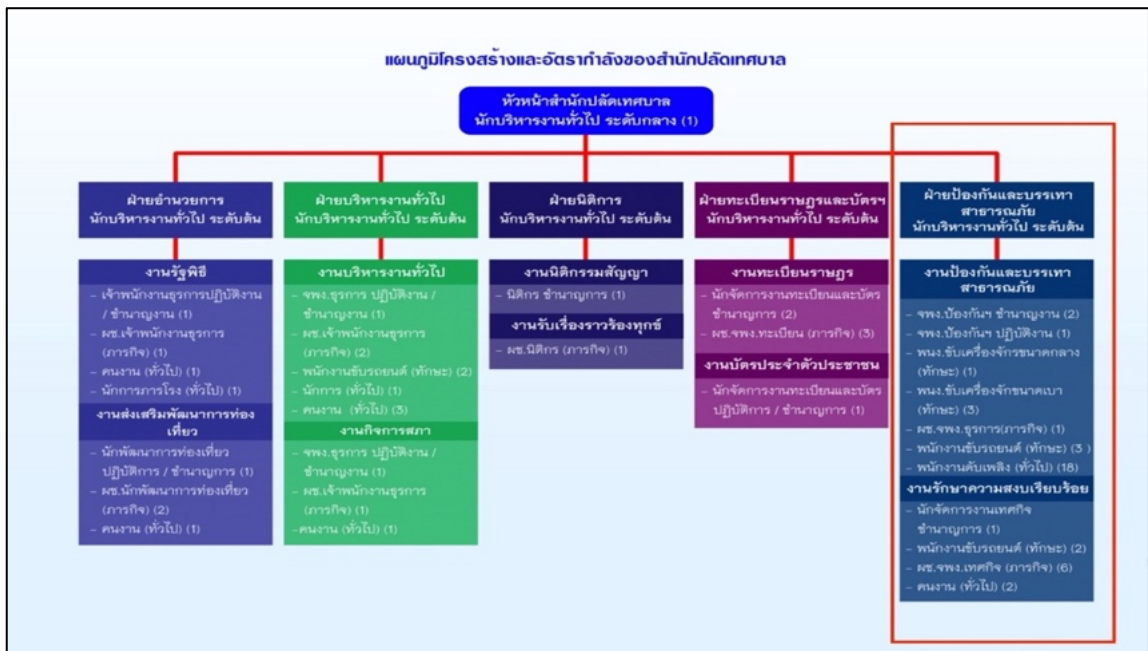 แผนภูมิโครงสร้างและอัตรากำลังของสำนักปลัดเทศบาล
หัวหน้าสำนักปลัดเทศบาล
นักบริหารงานทั่วไป ระดับกลาง (1)
ฝ่ายอำนวยการ
นักบริหารงานทั่วไป ระดับต้น
งานรัฐพิธี
- เจ้าพนักงานธุรการปฏิบัติงาน
/ ชำนาญงาน (1)
- ผช.เจ้าพนักงานธุรการ
(ภารกิจ) (1)
- คนงาน (ทั่วไป) (1)
- นักการภารโรง (ทั่วไป) (1)
งานส่งเสริมพัฒนาการท่อง
เที่ยว
- นักพัฒนาการท่องเที่ยว
ปฏิบัติการ / ชำนาญการ (1)
- ผช.นักพัฒนาการท่องเที่ยว
(ภารกิจ) (2)
- คนงาน (ทั่วไป) (1)
ฝ่ายบริหารงานทั่วไป
นักบริหารงานทั่วไป ระดับต้น
งานบริหารงานทั่วไป
- จพง.ธุรการ ปฏิบัติงาน /
ชำนาญงาน (1)
- ผช.เจ้าพนักงานธุรการ
(ภารกิจ) (2)
- พนักงานขับรถยนต์ (ทักษะ) (2)
- นักการ (ทั่วไป) (1)
- คนงาน (ทั่วไป) (3)
งานกิจการสภา
- จพง.ธุรการ ปฏิบัติงาน /
ชำนาญงาน (1)
- ผช.เจ้าพนักงานธุรการ
(ภารกิจ) (1)
-คนงาน (ทั่วไป) (1)
ฝ่ายนิติการ
นักบริหารงานทั่วไป ระดับต้น
งานนิติกรรมสัญญา
- นิติกร ชำนาญการ (1)
งานรับเรื่องราวร้องทุกข์
- ผช.นิติกร (ภารกิจ) (1)
ฝ่ายทะเบียนราษฎรและบัตรฯ
นักบริหารงานทั่วไป ระดับต้น
งานทะเบียนราษฎร
- นักจัดการงานทะเบียนและบัตร
ชำนาญการ (2)
- ผช.จพง.ทะเบียน (ภารกิจ) (3)
งานบัตรประจำตัวประชาชน
- นักจัดการงานทะเบียนและบัตร
ปฏิบัติการ / ชำนาญการ (1)
ฝ่ายป้องกันและบรรเทา
สาธารณภัย
นักบริหารงานทั่วไป ระดับต้น
งานป้องกันและบรรเทา
สาธารณภัย
- จพง.ป้องกันฯ ชำนาญงาน (2)
- จพง.ป้องกันฯ ปฏิบัติงาน (1)
- พนง.ขับเครื่องจักรขนาดกลาง
(ทักษะ) (1)
- พนง.ขับเครื่องจักขนาดเบา
(ทักษะ) (3)
- ผช.จพง.ธุรการ(ภารกิจ) (1)
- พนักงานขับรถยนต์ (ทักษะ) (3 )
- พนักงานดับเพลิง (ทั่วไป) (18)
งานรักษาความสงบเรียบร้อย
- นักจัดการงานเทศกิจ
ชำนาญการ (1)
- พนักงานขับรถยนต์ (ทักษะ) (2)
- ผช.จพง.เทศกิจ (ภารกิจ) (6)
- คนงาน (ทั่วไป) (2)